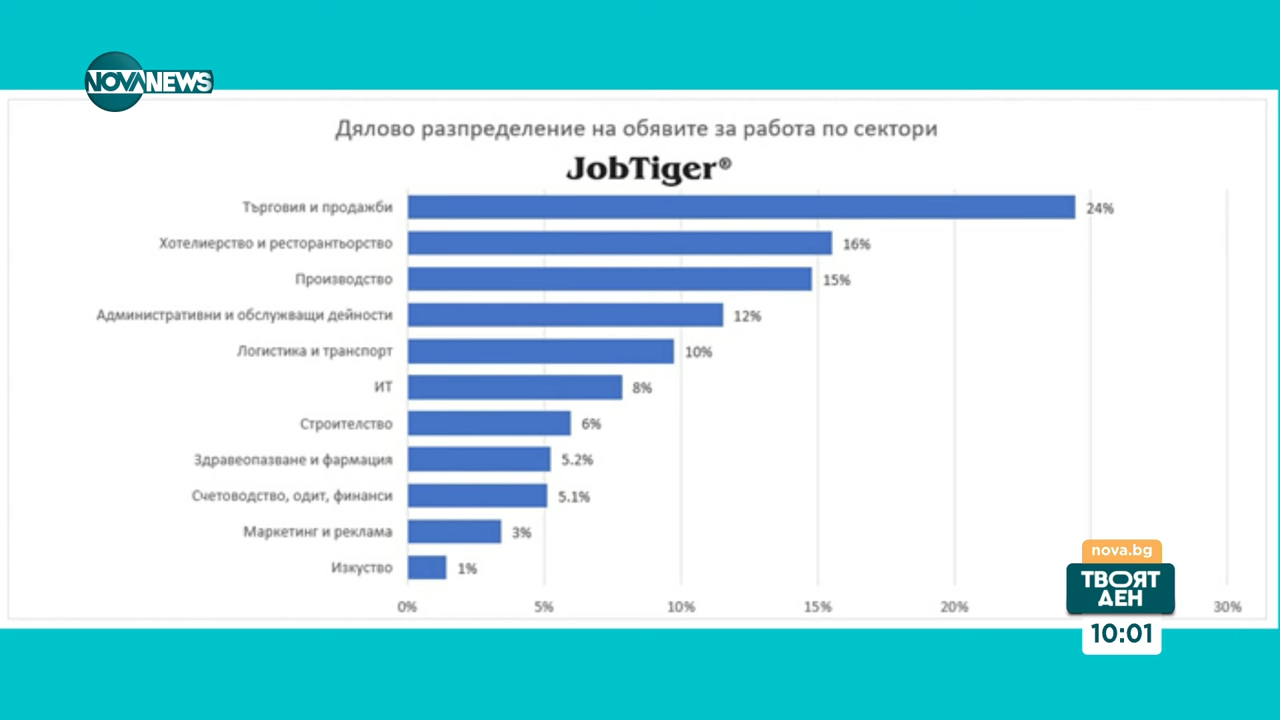 NOVANEWS
Дялово разпределение на обявите за работа по сектори
JobTiger®
Търговия и продажби 24%
Хотелиерство и ресторантьорство 16%
Производство 15%
Административни и обслужващи дейности 12%
Логистика и транспорт 10%
ИТ 8%
Строителство 6%
Здравеопазване и фармация 5.2%
Счетоводство, одит, финанси 5.1%
Маркетинг и реклама 3%
Изкуство 1%
0% 5% 10% 15% 20% 30%
nova.bg
ТВОЯТ
ДЕН
10:01